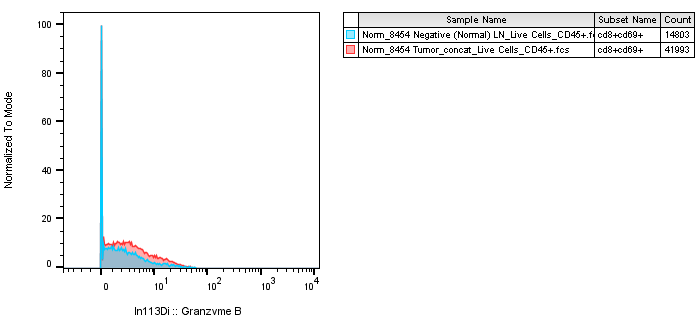 Normalized To Mode
100
80
60
40
20
0
0 10^1 10^2 10^3 10^4
In113Di :: Granzyme B
Sample Name Subset Name Count
Norm_8454 Negative (Normal) LN_Live Cells_CD45+.f cd8+cd69+ 14803
Norm_8454 Tumor_concat_Live Cells_CD45+.fcs cd8+cd69+ 41993